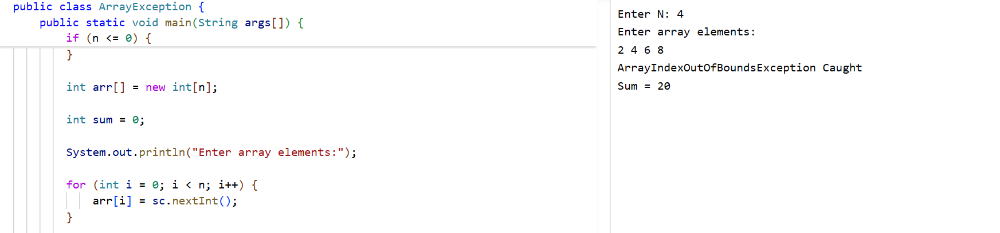 public class ArrayException {
public static void main(String args[]) {
if (n <= 0) {
}
int arr[] = new int[n];
int sum = 0;
System.out.println("Enter array elements:");
for (int i = 0; i < n; i++) {
arr[i] = sc.nextInt();
}
Enter N: 4
Enter array elements:
2 4 6 8
ArrayIndexOutOfBoundsException Caught
Sum = 20